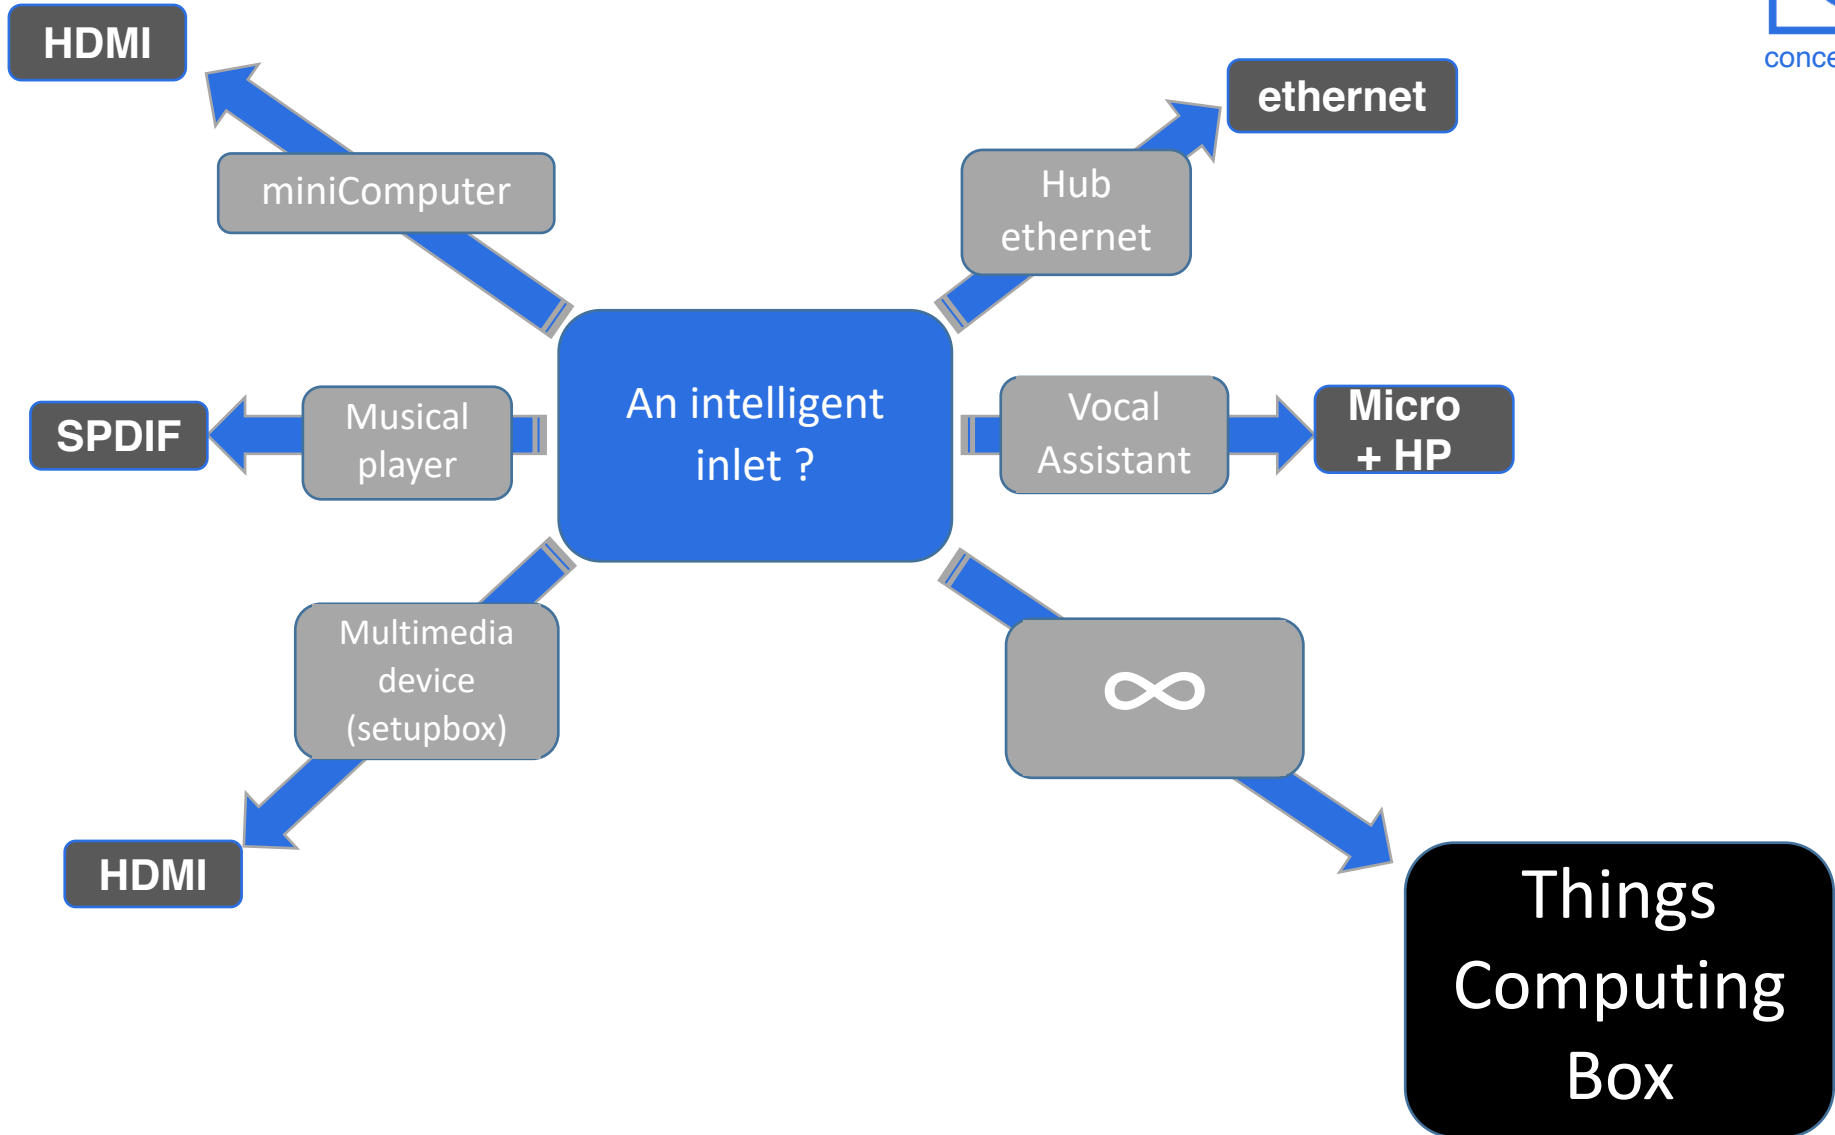 HDMI
ethernet
miniComputer
Hub
ethernet
An intelligent
inlet ?
SPDIF
Musical
player
Vocal
Assistant
Micro
+ HP
Multimedia
device
(setupbox)
∞
HDMI
Things
Computing
Box